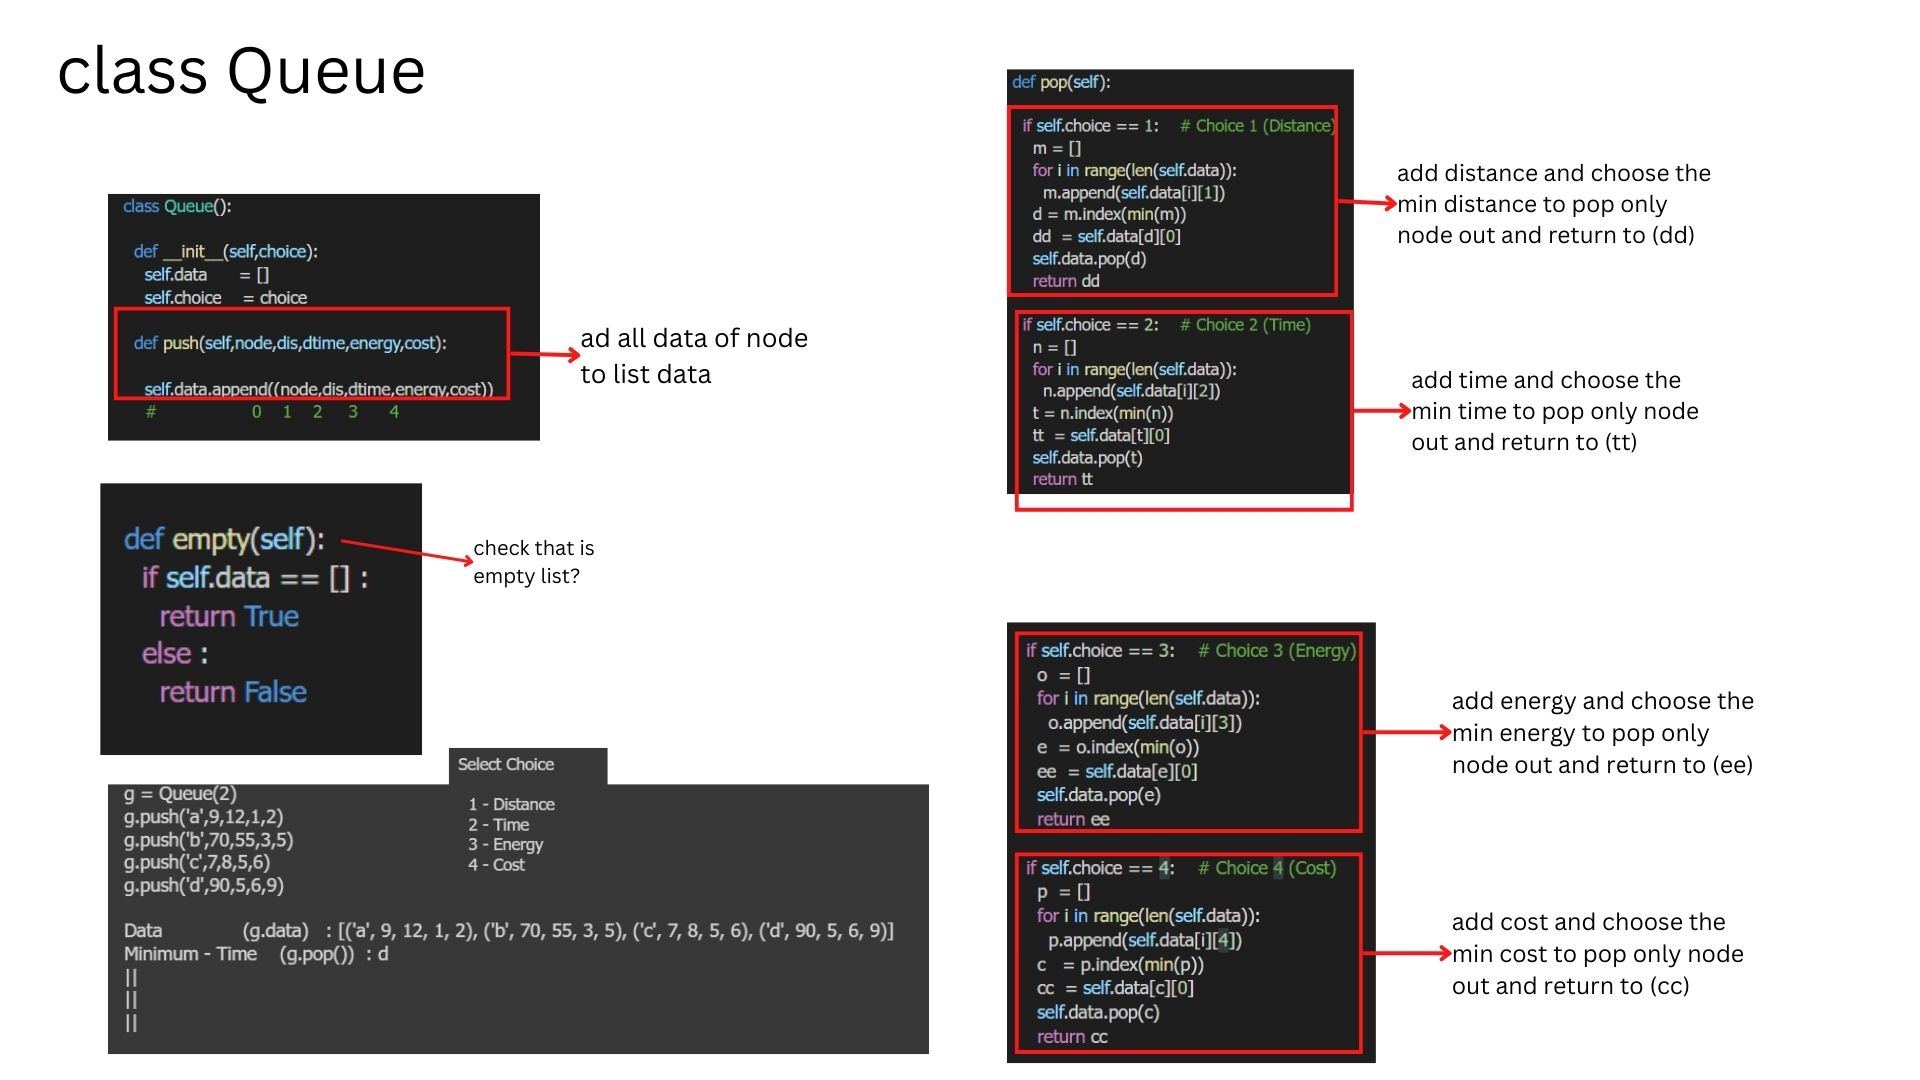 class Queue
class Queue():
def __init__(self,choice):
self.data = []
self.choice = choice
def push(self,node,dis,dtime,energy,cost):
self.data.append((node,dis,dtime,energy,cost))
# 0 1 2 3 4
ad all data of node
to list data
def empty(self):
if self.data == [] :
return True
else :
return False
check that is
empty list?
Select Choice
1 - Distance
2 - Time
3 - Energy
4 - Cost
g = Queue(2)
g.push('a',9,12,1,2)
g.push('b',70,55,3,5)
g.push('c',7,8,5,6)
g.push('d',90,5,6,9)
Data (g.data) : [('a', 9, 12, 1, 2), ('b', 70, 55, 3, 5), ('c', 7, 8, 5, 6), ('d', 90, 5, 6, 9)]
Minimum - Time (g.pop()) : d
||
||
||
def pop(self):
if self.choice == 1: # Choice 1 (Distance)
m = []
for i in range(len(self.data)):
m.append(self.data[i][1])
d = m.index(min(m))
dd = self.data[d][0]
self.data.pop(d)
return dd
add distance and choose the
min distance to pop only
node out and return to (dd)
if self.choice == 2: # Choice 2 (Time)
n = []
for i in range(len(self.data)):
n.append(self.data[i][2])
t = n.index(min(n))
tt = self.data[t][0]
self.data.pop(t)
return tt
add time and choose the
min time to pop only node
out and return to (tt)
if self.choice == 3: # Choice 3 (Energy)
o = []
for i in range(len(self.data)):
o.append(self.data[i][3])
e = o.index(min(o))
ee = self.data[e][0]
self.data.pop(e)
return ee
add energy and choose the
min energy to pop only
node out and return to (ee)
if self.choice == 4: # Choice 4 (Cost)
p = []
for i in range(len(self.data)):
p.append(self.data[i][4])
c = p.index(min(p))
cc = self.data[c][0]
self.data.pop(c)
return cc
add cost and choose the
min cost to pop only node
out and return to (cc)